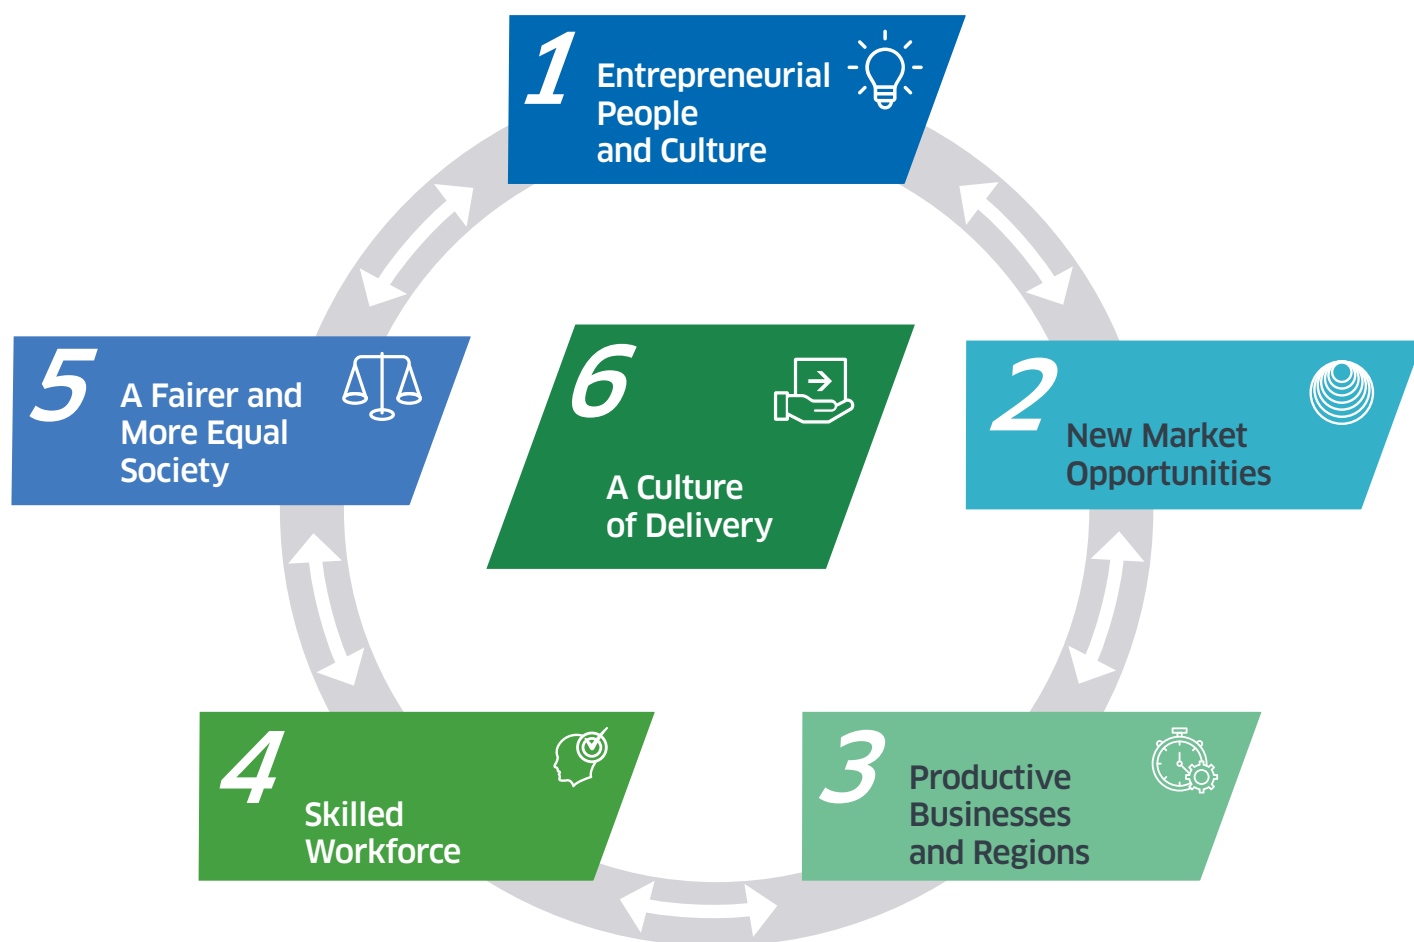 1
Entrepreneurial
People
and Culture
5
A Fairer and
More Equal
Society
6
A Culture
of Delivery
2
New Market
Opportunities
4
Skilled
Workforce
3
Productive
Businesses
and Regions